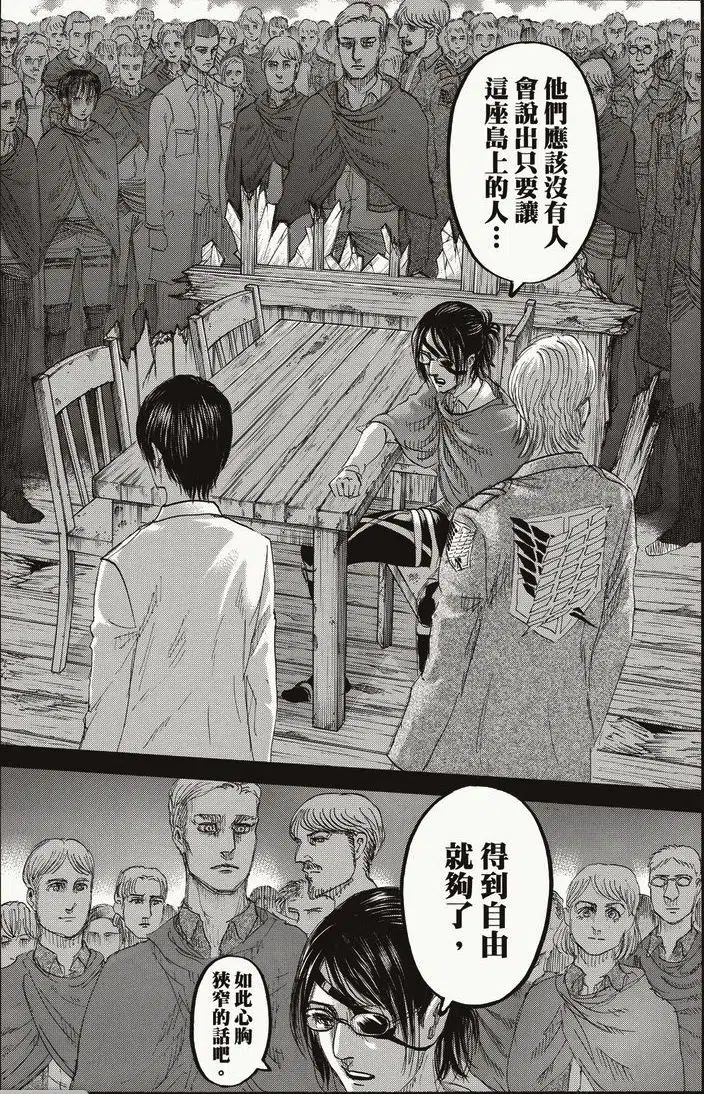 他們應該沒有人
會說出只要讓
這座島上的人…
得到自由
就夠了，
如此心胸
狹窄的話吧。